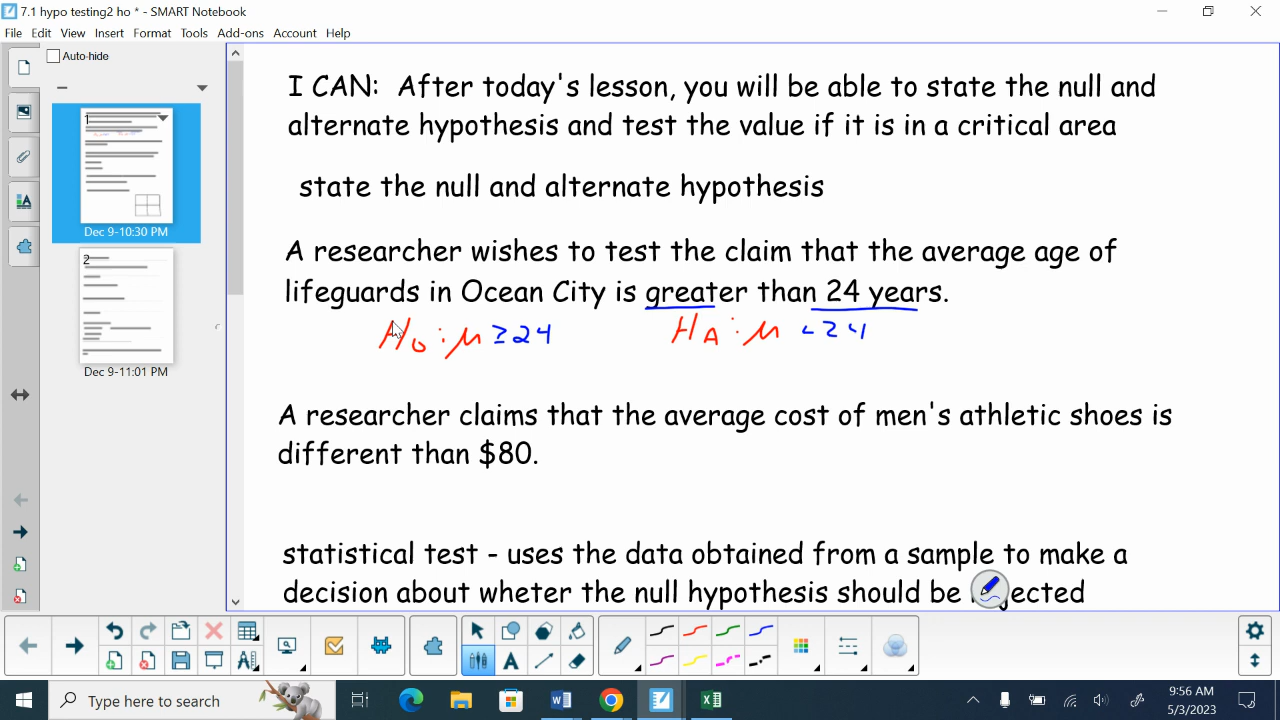 7.1 hypo testing2 ho * - SMART Notebook
File Edit View Insert Format Tools Add-ons Account Help
Auto-hide
1
Dec 9-10:30 PM
2
Dec 9-11:01 PM
I CAN: After today's lesson, you will be able to state the null and
alternate hypothesis and test the value if it is in a critical area
state the null and alternate hypothesis
A researcher wishes to test the claim that the average age of
lifeguards in Ocean City is greater than 24 years.
H₀ : μ ≥ 24 H_A : μ < 24
A researcher claims that the average cost of men's athletic shoes is
different than $80.
statistical test - uses the data obtained from a sample to make a
decision about wheter the null hypothesis should be
Type here to search
9:56 AM
5/3/2023